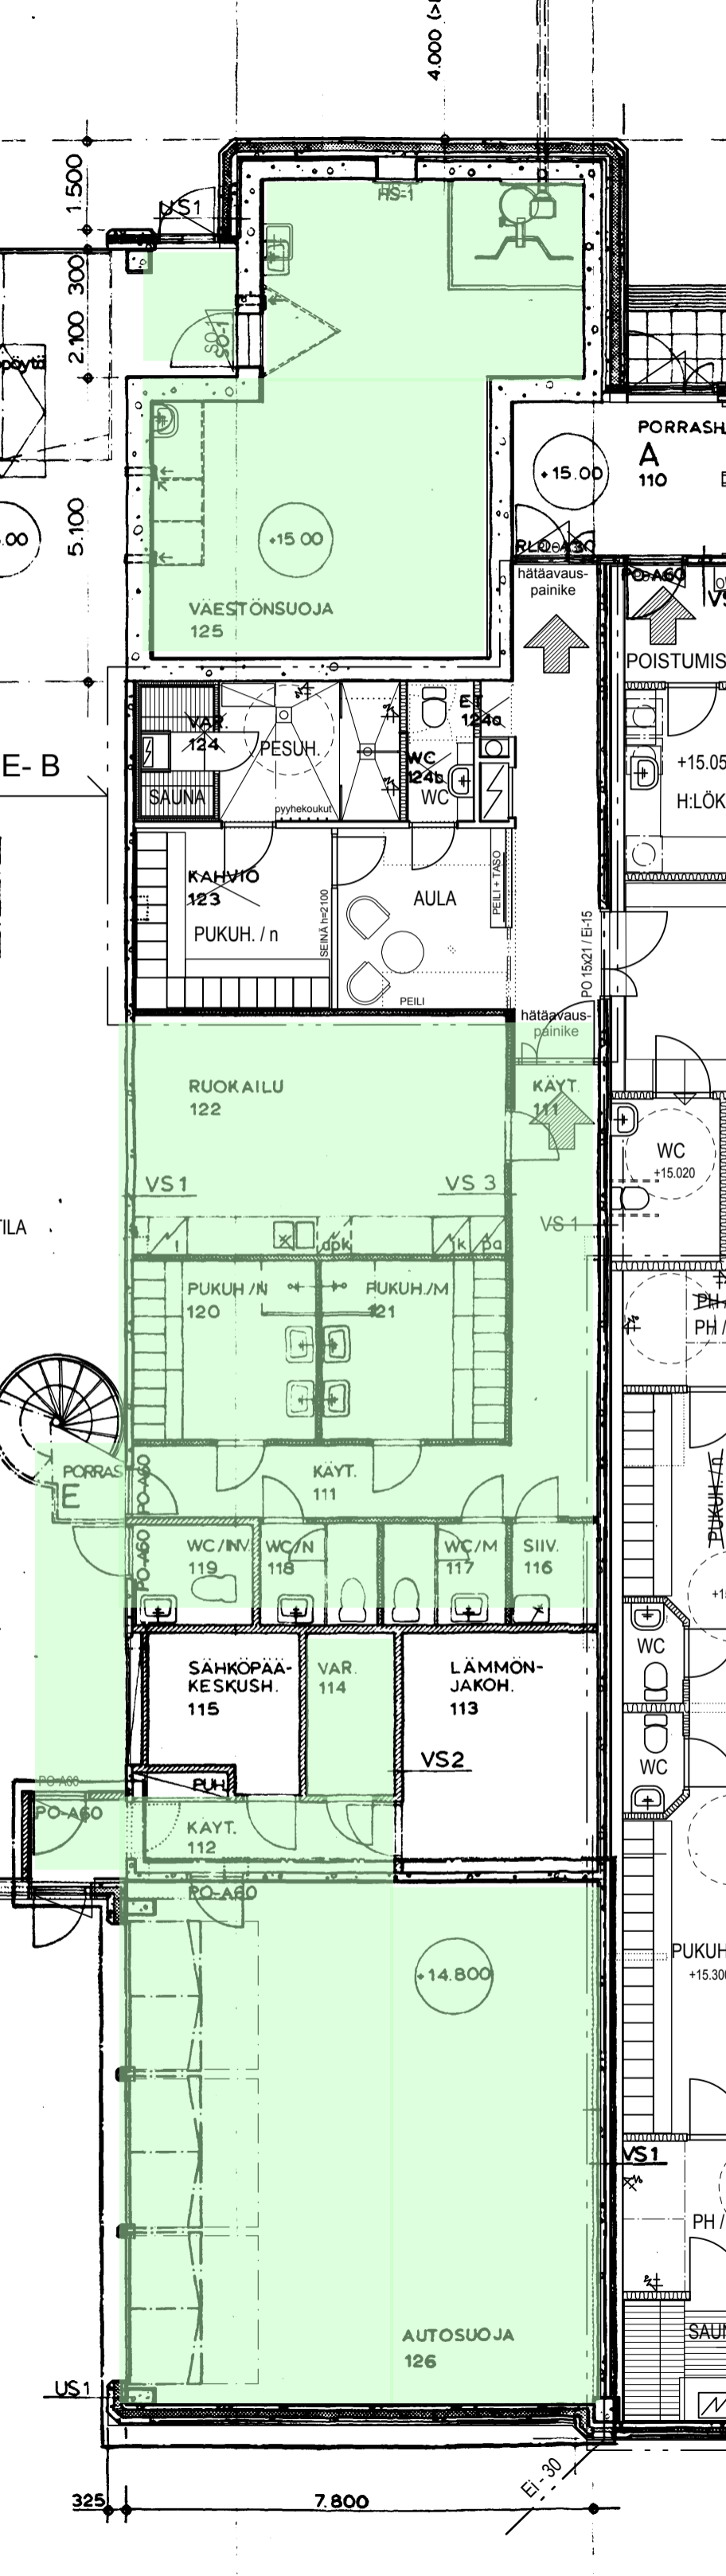 4.000
1.500
US1
HS-1
300
2.100
SO-1
PORRASH
A
110
+15.00
5.100
.00
+15 00
RLO-A30
PO-A60
hätäavaus-
painike
VÄESTÖNSUOJA
125
POISTUMIS
VAR.
124
PESUH.
ET
124a
WC
124b
WC
SAUNA
pyyhekoukut
E- B
+15.05
H:LÖK
KAHVIO
123
PUKUH. / n
SEINÄ h=2100
AULA
PEILI + TASO
PEILI
PO 15x21 / Ei-15
hätäavaus-
painike
RUOKAILU
122
KÄYT.
111
VS 1
VS 3
VS 1
WC
+15.020
TILA
apk
jk
pa
PUKUH /N
120
PUKUH./M
121
PH /
PORRAS
E
PO-A60
KÄYT.
111
PUKUH. / n
PO-A60
WC/INV
119
WC/N
118
WC/M
117
SIIV.
116
WC
WC
SÄHKÖPÄÄ-
KESKUSH.
115
VAR.
114
LÄMMÖN-
JAKOH.
113
VS2
PUH.
PO-A60
PO-A60
KÄYT.
112
PO-A60
+14.800
PUKUH
+15.300
VS1
PH /
SAUN
AUTOSUOJA
126
US1
Ei - 30
325
7.800